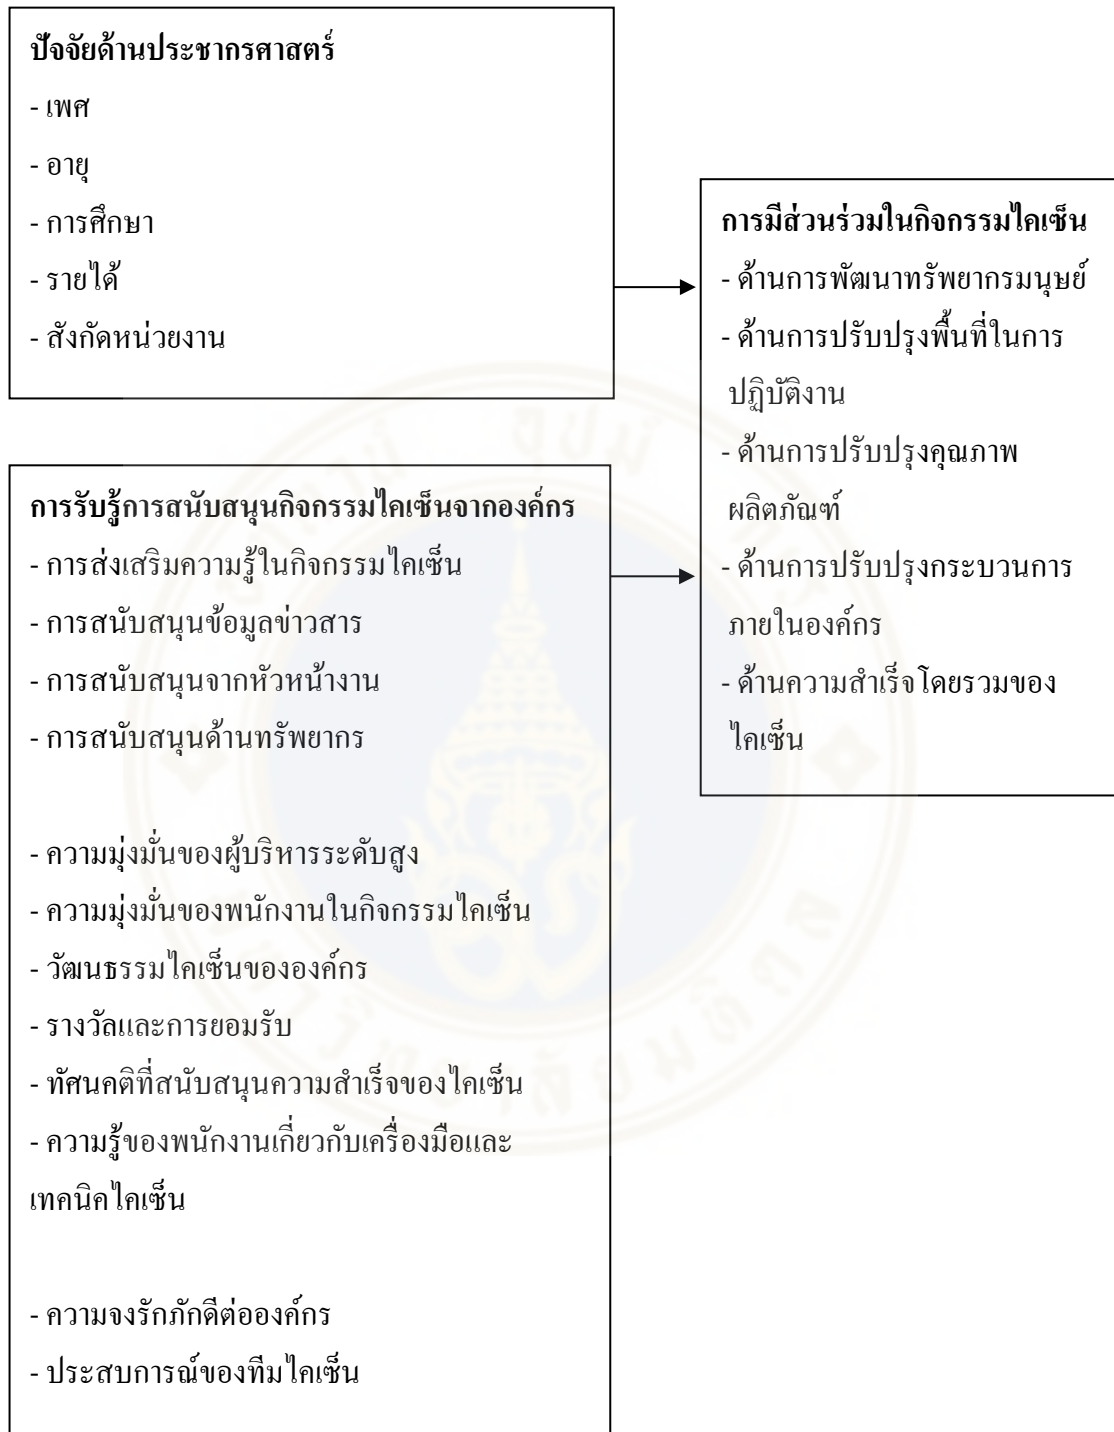 ปัจจัยด้านประชากรศาสตร์
- เพศ
- อายุ
- การศึกษา
- รายได้
- สังกัดหน่วยงาน
การรับรู้การสนับสนุนกิจกรรมไคเซ็นจากองค์กร
- การส่งเสริมความรู้ในกิจกรรมไคเซ็น
- การสนับสนุนข้อมูลข่าวสาร
- การสนับสนุนจากหัวหน้างาน
- การสนับสนุนด้านทรัพยากร
- ความมุ่งมั่นของผู้บริหารระดับสูง
- ความมุ่งมั่นของพนักงานในกิจกรรมไคเซ็น
- วัฒนธรรมไคเซ็นขององค์กร
- รางวัลและการยอมรับ
- ทัศนคติที่สนับสนุนความสำเร็จของไคเซ็น
- ความรู้ของพนักงานเกี่ยวกับเครื่องมือและ
เทคนิคไคเซ็น
- ความจงรักภักดีต่อองค์กร
- ประสบการณ์ของทีมไคเซ็น
การมีส่วนร่วมในกิจกรรมไคเซ็น
- ด้านการพัฒนาทรัพยากรมนุษย์
- ด้านการปรับปรุงพื้นที่ในการ
ปฏิบัติงาน
- ด้านการปรับปรุงคุณภาพ
ผลิตภัณฑ์
- ด้านการปรับปรุงกระบวนการ
ภายในองค์กร
- ด้านความสำเร็จโดยรวมของ
ไคเซ็น